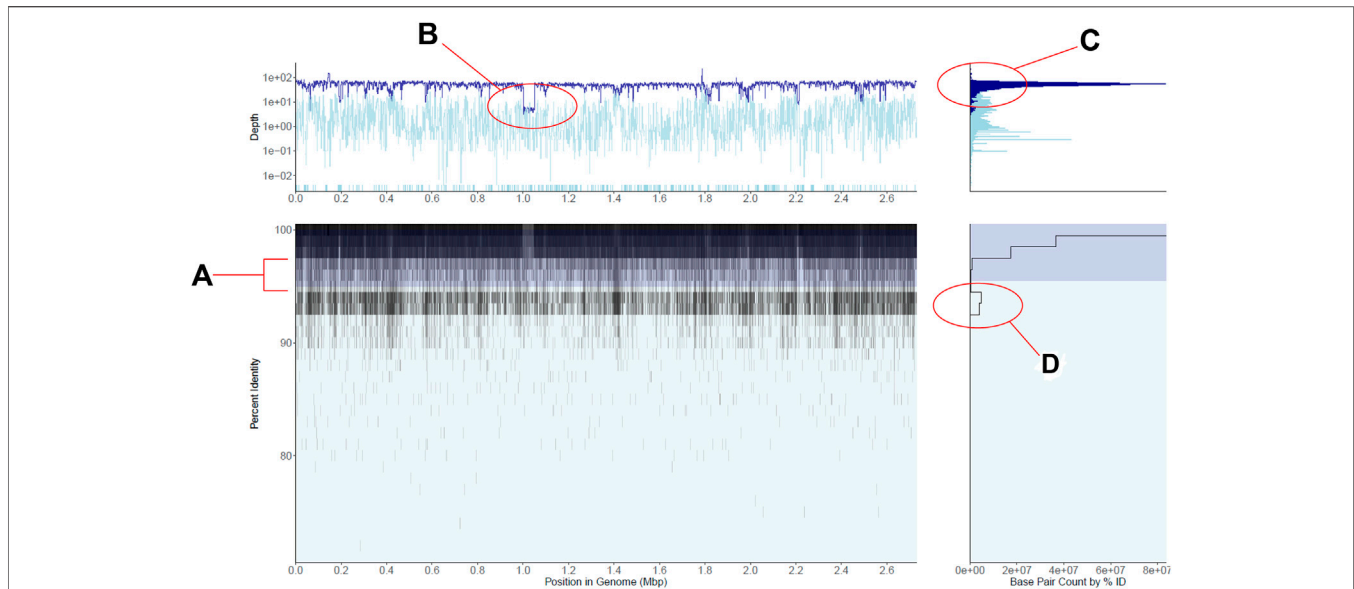 B
C
1e+02
1e+01
1e+00
1e−01
1e−02
Depth
0.0 0.2 0.4 0.6 0.8 1.0 1.2 1.4 1.6 1.8 2.0 2.2 2.4 2.6
A
100
90
80
Percent Identity
D
0.0 0.2 0.4 0.6 0.8 1.0 1.2 1.4 1.6 1.8 2.0 2.2 2.4 2.6
Position in Genome (Mbp)
0e+00 2e+07 4e+07 6e+07 8e+07
Base Pair Count by % ID